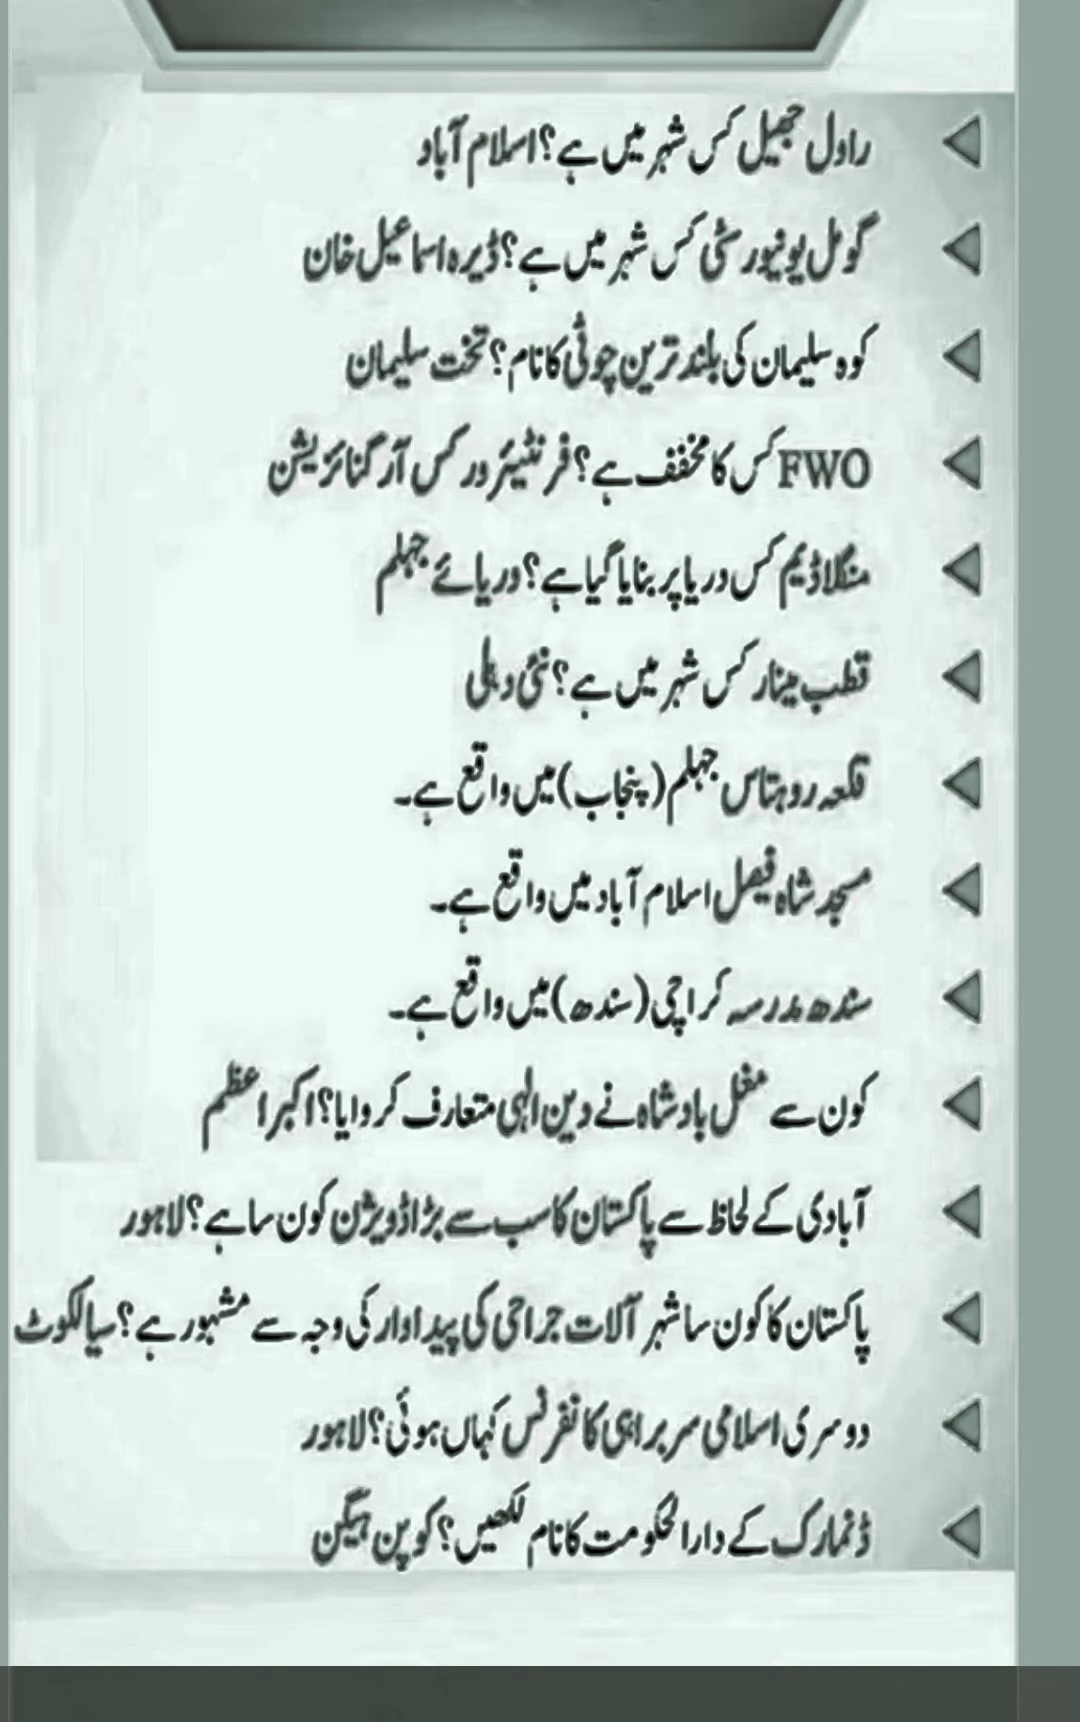 راول جھیل کس شہر میں ہے؟ اسلام آباد
گومل یونیورسٹی کس شہر میں ہے؟ ڈیرہ اسماعیل خان
کوہ سلیمان کی بلند ترین چوٹی کا نام؟ تخت سلیمان
FWO کس کا مخفف ہے؟ فرنٹیئر ورکس آرگنائزیشن
منگلا ڈیم کس دریا پر بنایا گیا ہے؟ دریائے جہلم
قطب مینار کس شہر میں ہے؟ نئی دہلی
قلعہ روہتاس جہلم (پنجاب) میں واقع ہے۔
مسجد شاہ فیصل اسلام آباد میں واقع ہے۔
سندھ مدرسہ کراچی (سندھ) میں واقع ہے۔
کون سے مغل بادشاہ نے دین الہی متعارف کروایا؟ اکبر اعظم
آبادی کے لحاظ سے پاکستان کا سب سے بڑا ڈویژن کون سا ہے؟ لاہور
پاکستان کا کون سا شہر آلات جراحی کی پیداوار کی وجہ سے مشہور ہے؟ سیالکوٹ
دوسری اسلامی سربراہی کانفرنس کہاں ہوئی؟ لاہور
ڈنمارک کے دارالحکومت کا نام لکھیں؟ کوپن ہیگن